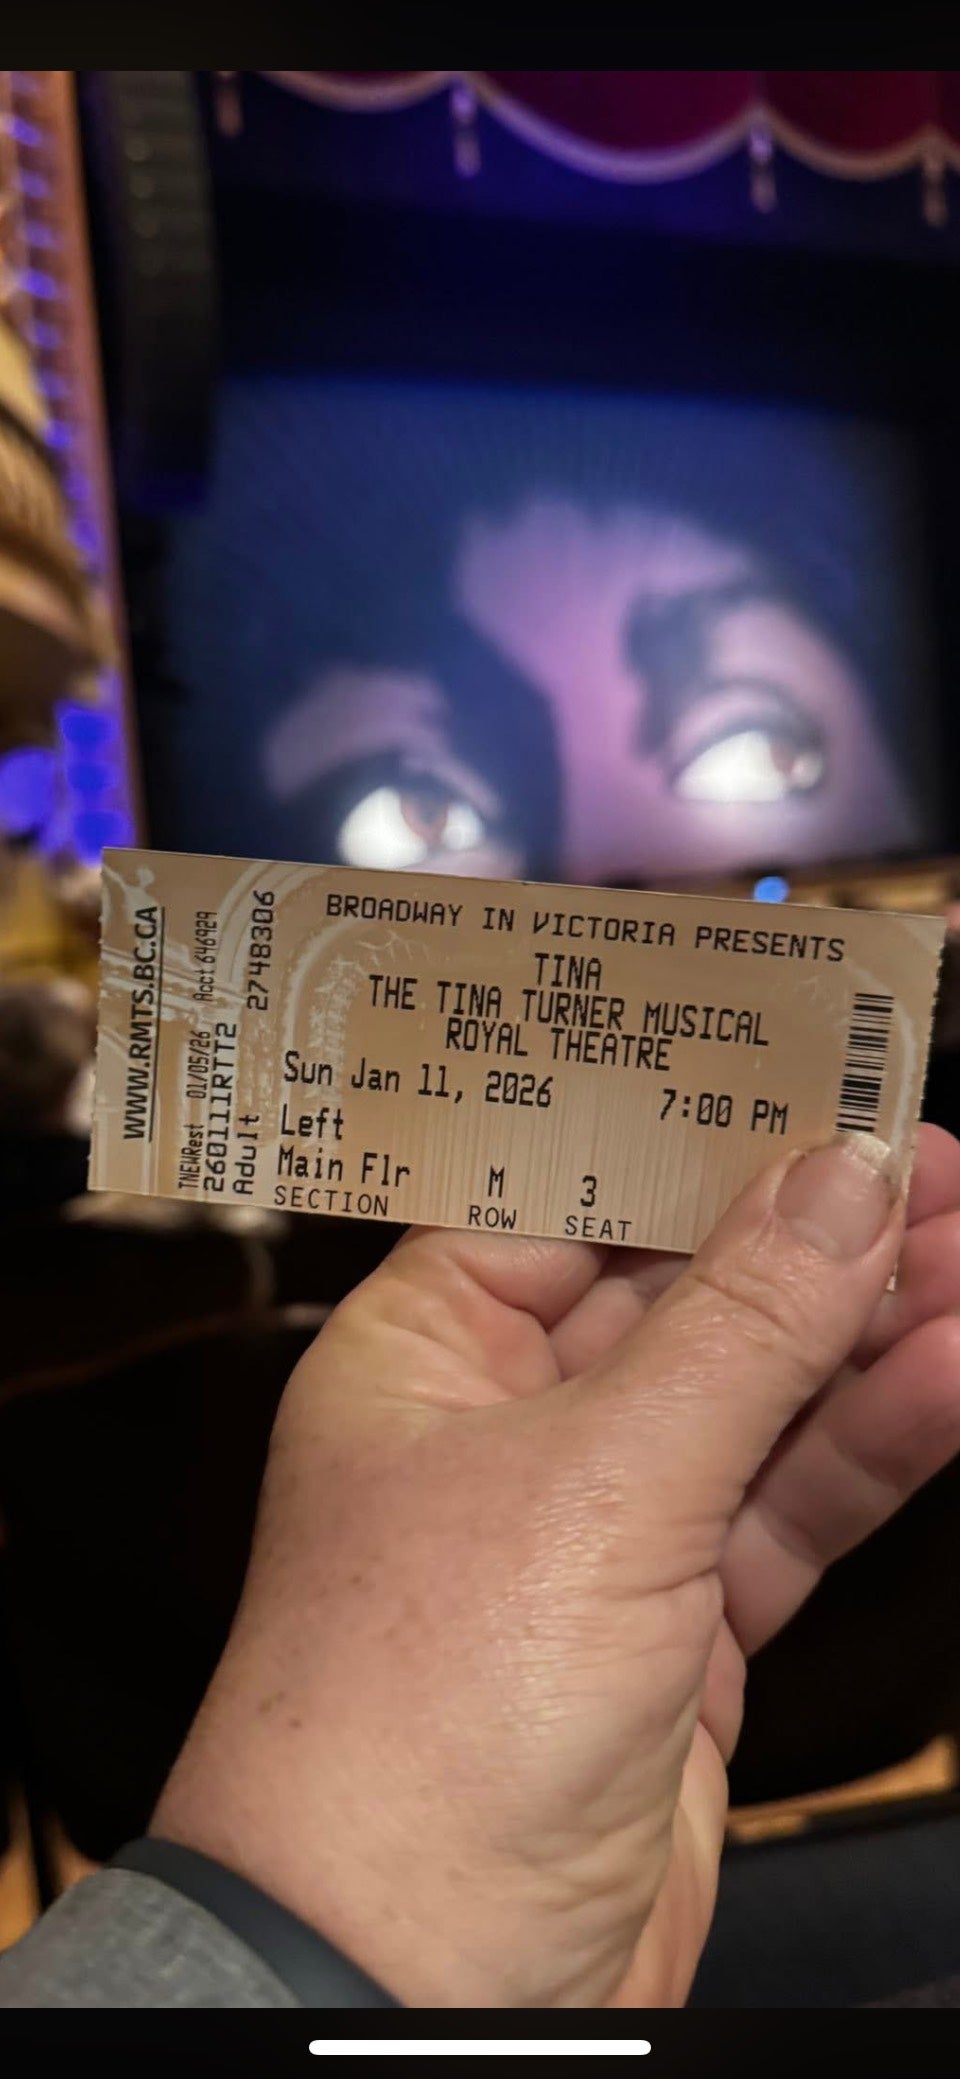 BROADWAY IN VICTORIA PRESENTS
TINA
THE TINA TURNER MUSICAL
ROYAL THEATRE
Sun Jan 11, 2026 7:00 PM
Left
Main Flr M 3
SECTION ROW SEAT
WWW.RMTS.BC.CA
TNEWRest 01/05/26 Acct 646929
260111RTT2
Adult 2748306